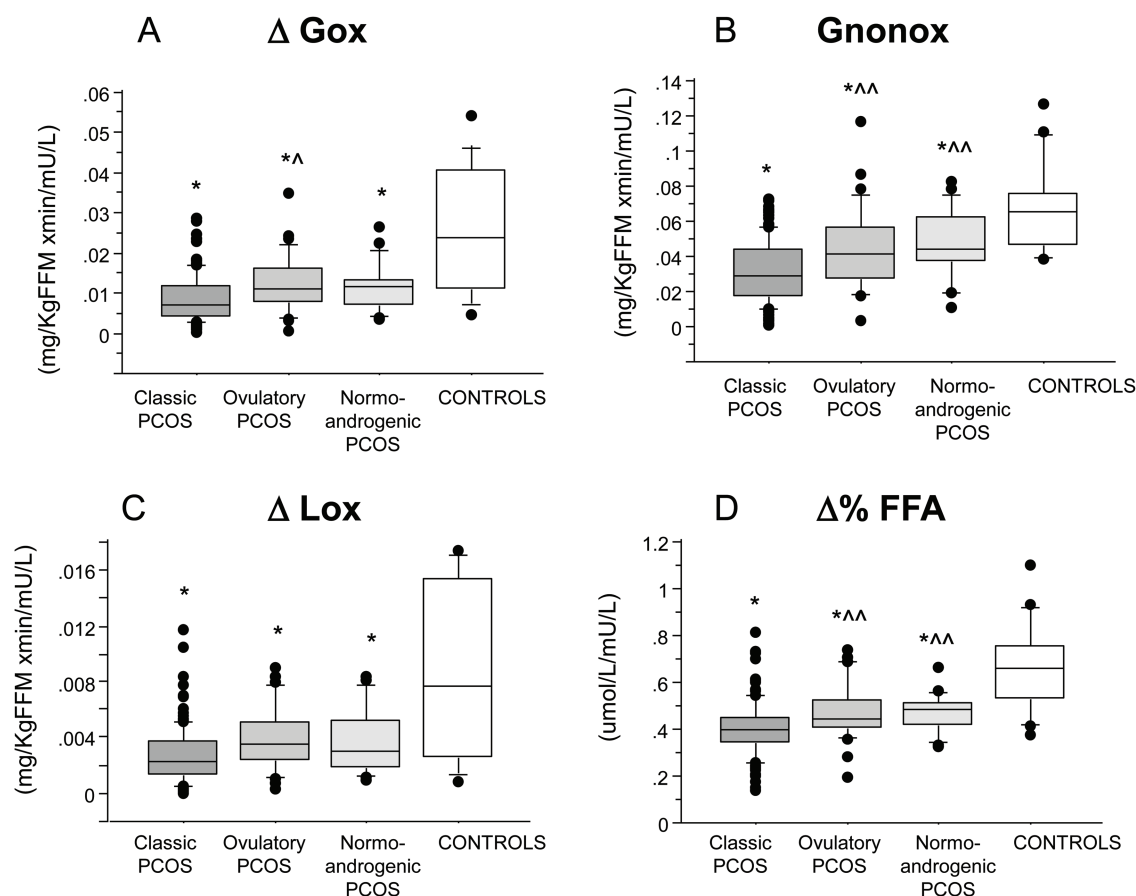 A Δ Gox
(mg/KgFFM xmin/mU/L)
.06
.05
.04
.03
.02
.01
0
*
*^
*
Classic PCOS
Ovulatory PCOS
Normo-androgenic PCOS
CONTROLS
B Gnonox
(mg/KgFFM xmin/mU/L)
.14
.12
.1
.08
.06
.04
.02
0
*
*^^
*^^
Classic PCOS
Ovulatory PCOS
Normo-androgenic PCOS
CONTROLS
C Δ Lox
(mg/KgFFM xmin/mU/L)
.016
.012
.008
.004
0
*
*
*
Classic PCOS
Ovulatory PCOS
Normo-androgenic PCOS
CONTROLS
D Δ% FFA
(umol/L/mU/L)
1.2
1
.8
.6
.4
.2
0
*
*^^
*^^
Classic PCOS
Ovulatory PCOS
Normo-androgenic PCOS
CONTROLS